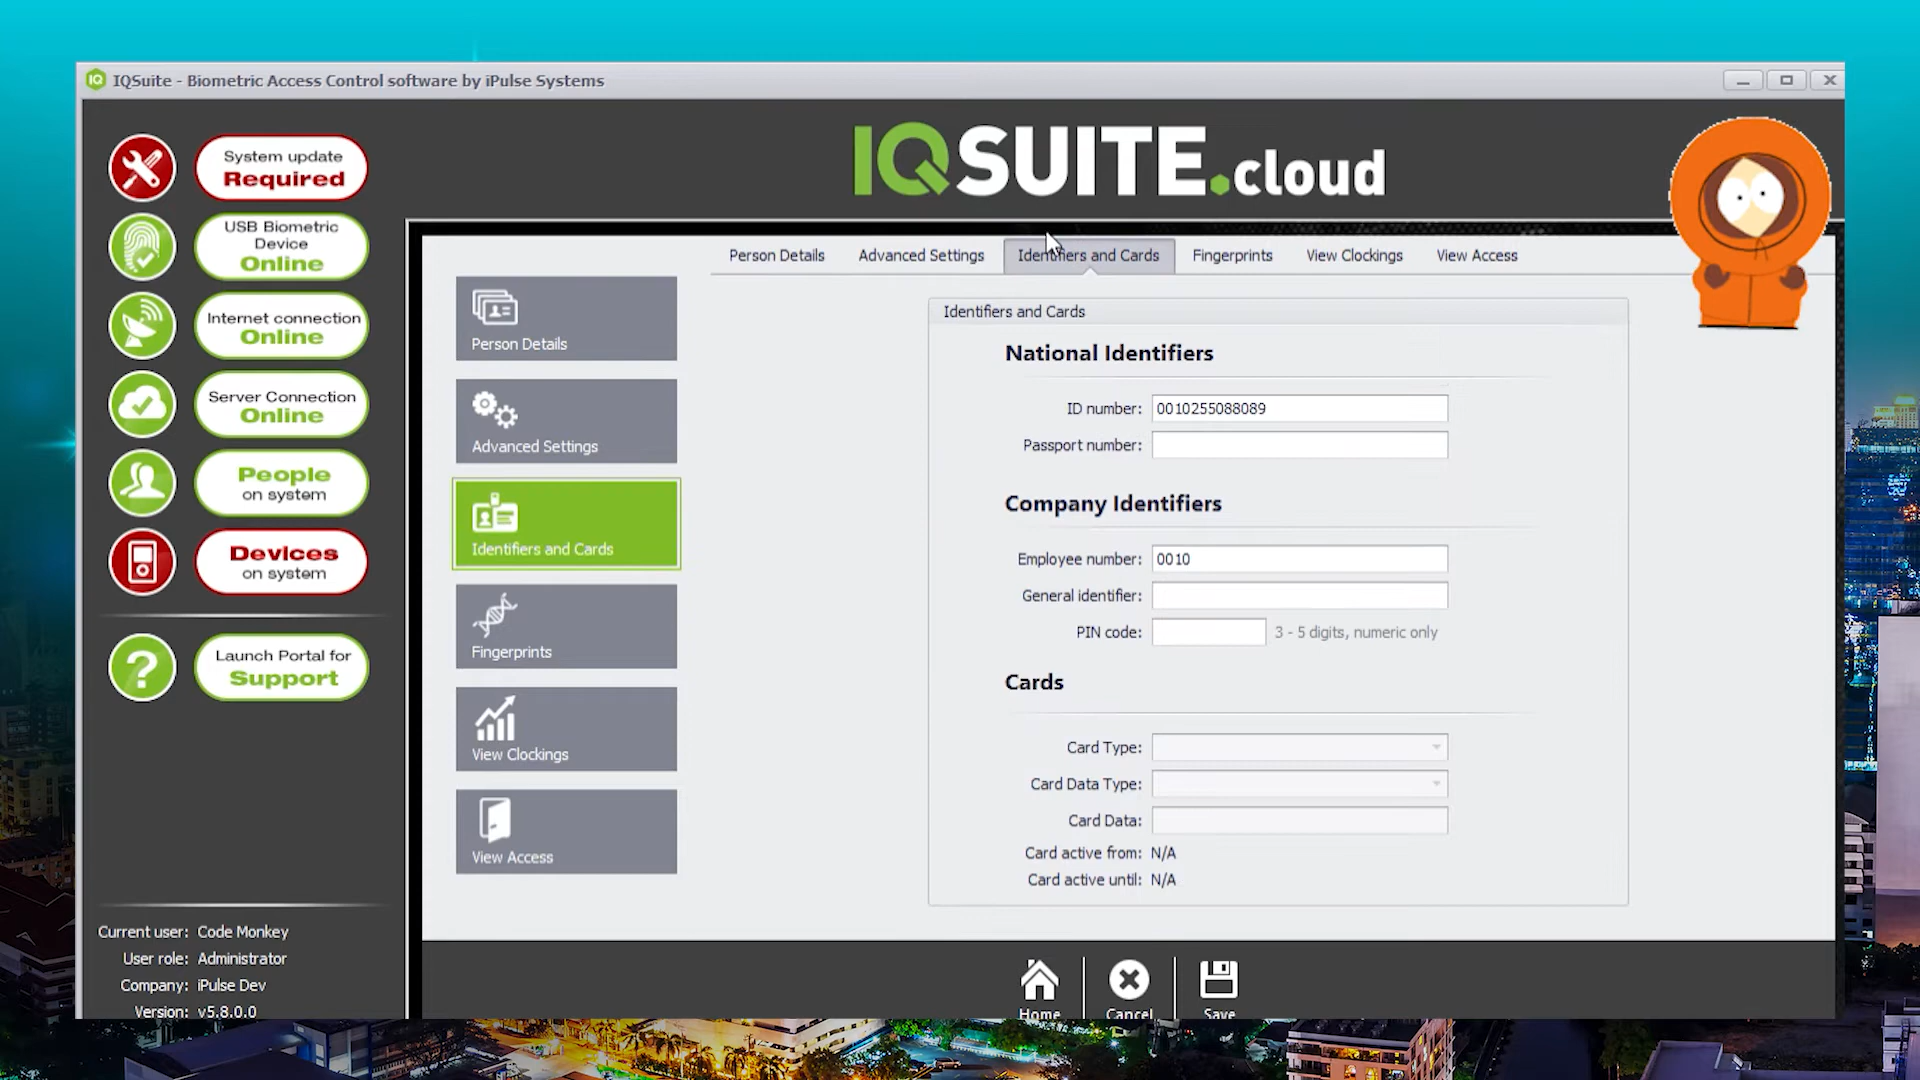 IQSuite - Biometric Access Control software by iPulse Systems
IQSUITE.cloud
System update
Required
USB Biometric
Device
Online
Internet connection
Online
Server Connection
Online
People
on system
Devices
on system
Launch Portal for
Support
Current user: Code Monkey
User role: Administrator
Company: iPulse Dev
Version: v5.8.0.0
Person Details
Advanced Settings
Identifiers and Cards
Fingerprints
View Clockings
View Access
Person Details Advanced Settings Identifiers and Cards Fingerprints View Clockings View Access
Identifiers and Cards
National Identifiers
ID number: 0010255088089
Passport number:
Company Identifiers
Employee number: 0010
General identifier:
PIN code: 3 - 5 digits, numeric only
Cards
Card Type:
Card Data Type:
Card Data:
Card active from: N/A
Card active until: N/A
Home Cancel Save